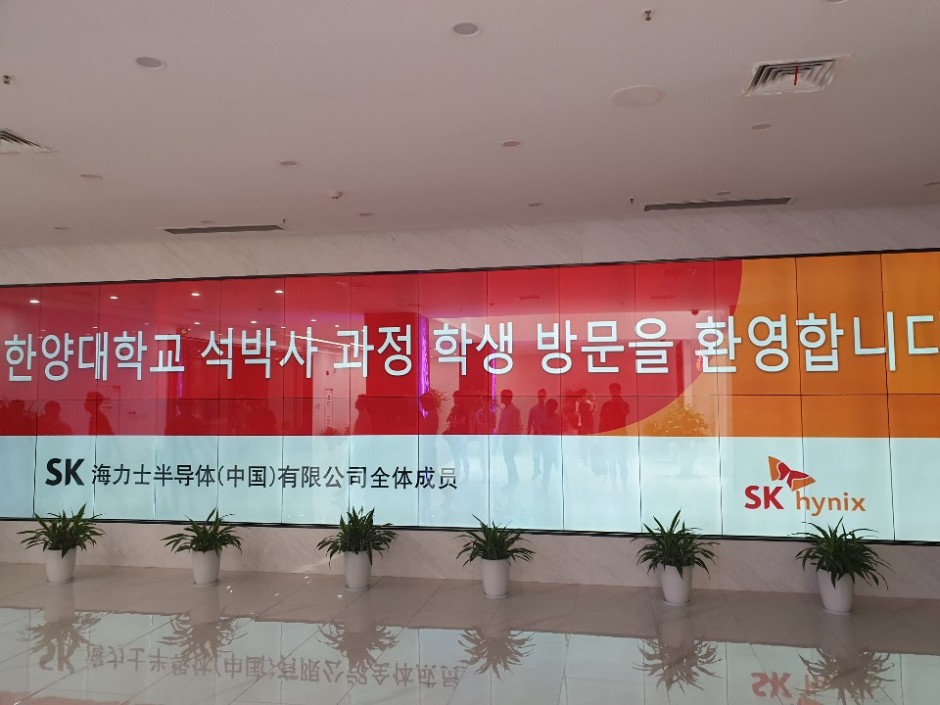 한양대학교 석박사 과정 학생 방문을 환영합니다
SK 海力士半导体(中国)有限公司全体成员
SK hynix